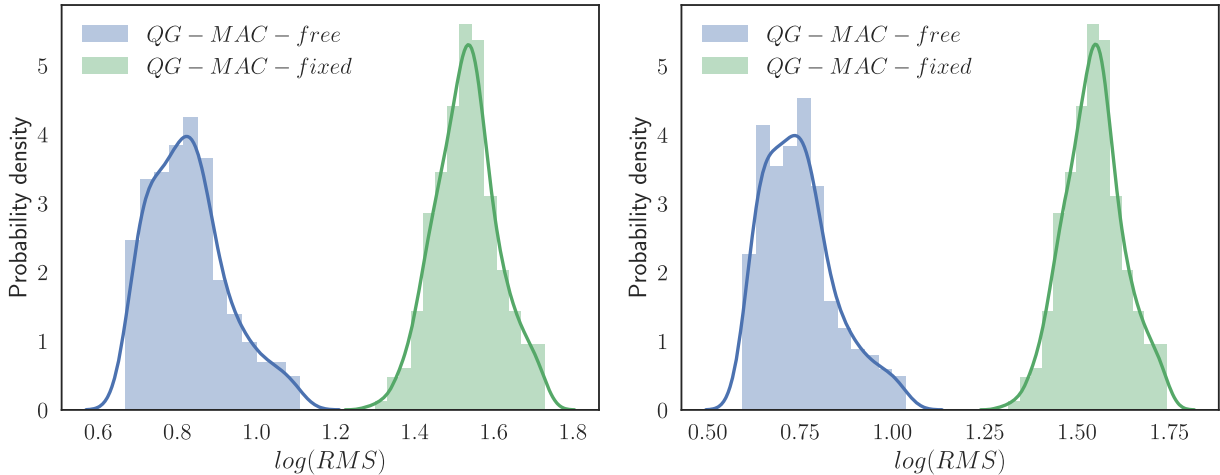 QG − MAC − free
QG − MAC − fixed
Probability density
5
4
3
2
1
0
0.6 0.8 1.0 1.2 1.4 1.6 1.8
log(RMS)
QG − MAC − free
QG − MAC − fixed
Probability density
5
4
3
2
1
0
0.50 0.75 1.00 1.25 1.50 1.75
log(RMS)